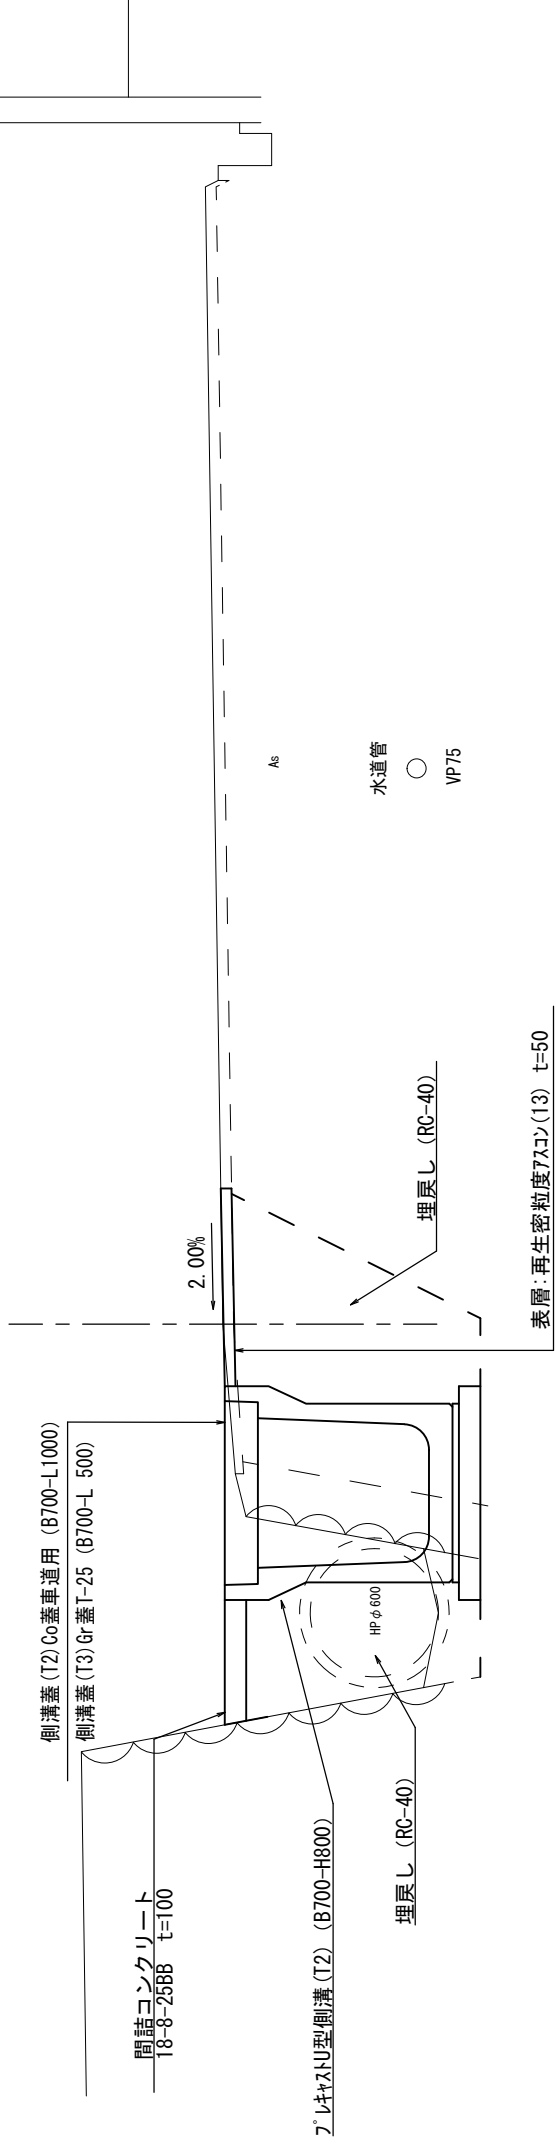 側溝蓋(T2)Co蓋車道用 (B700-L1000)
側溝蓋(T3)Gr蓋T-25 (B700-L 500)
間詰コンクリート
18-8-25BB t=100
プレキャストU型側溝(T2) (B700-H800)
埋戻し (RC-40)
HPφ600
2.00%
埋戻し (RC-40)
表層:再生密粒度アスコン(13) t=50
As
水道管
VP75